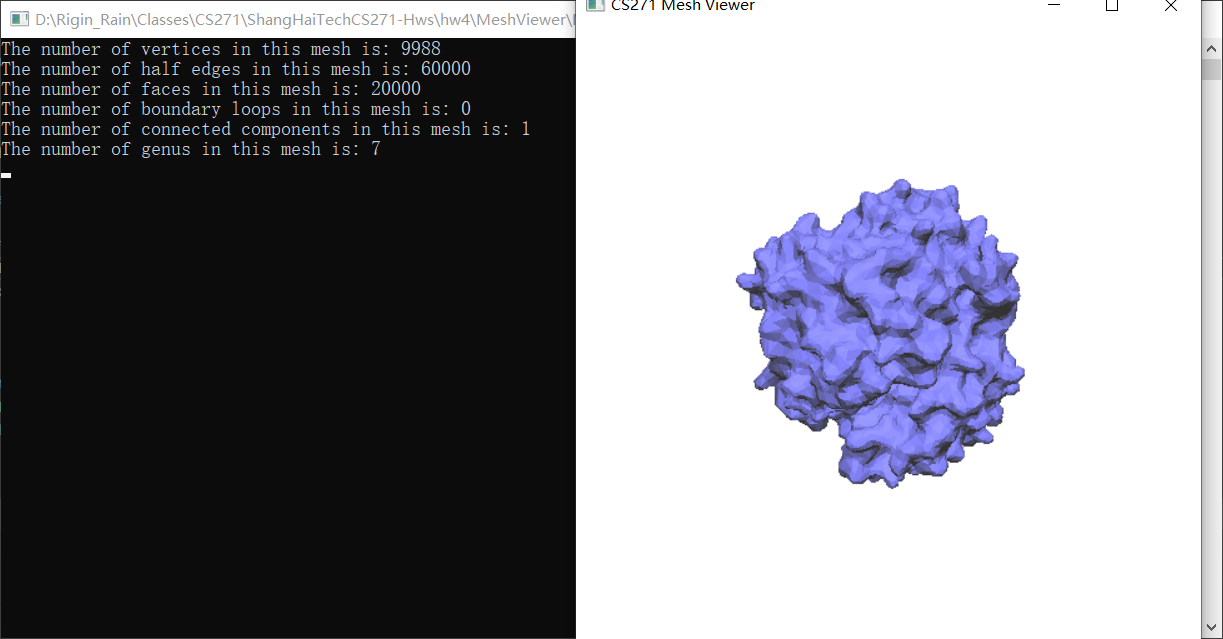 D:\Rigin_Rain\Classes\CS271\ShangHaiTechCS271-Hws\hw4\MeshViewer\
CS271 Mesh Viewer
The number of vertices in this mesh is: 9988
The number of half edges in this mesh is: 60000
The number of faces in this mesh is: 20000
The number of boundary loops in this mesh is: 0
The number of connected components in this mesh is: 1
The number of genus in this mesh is: 7